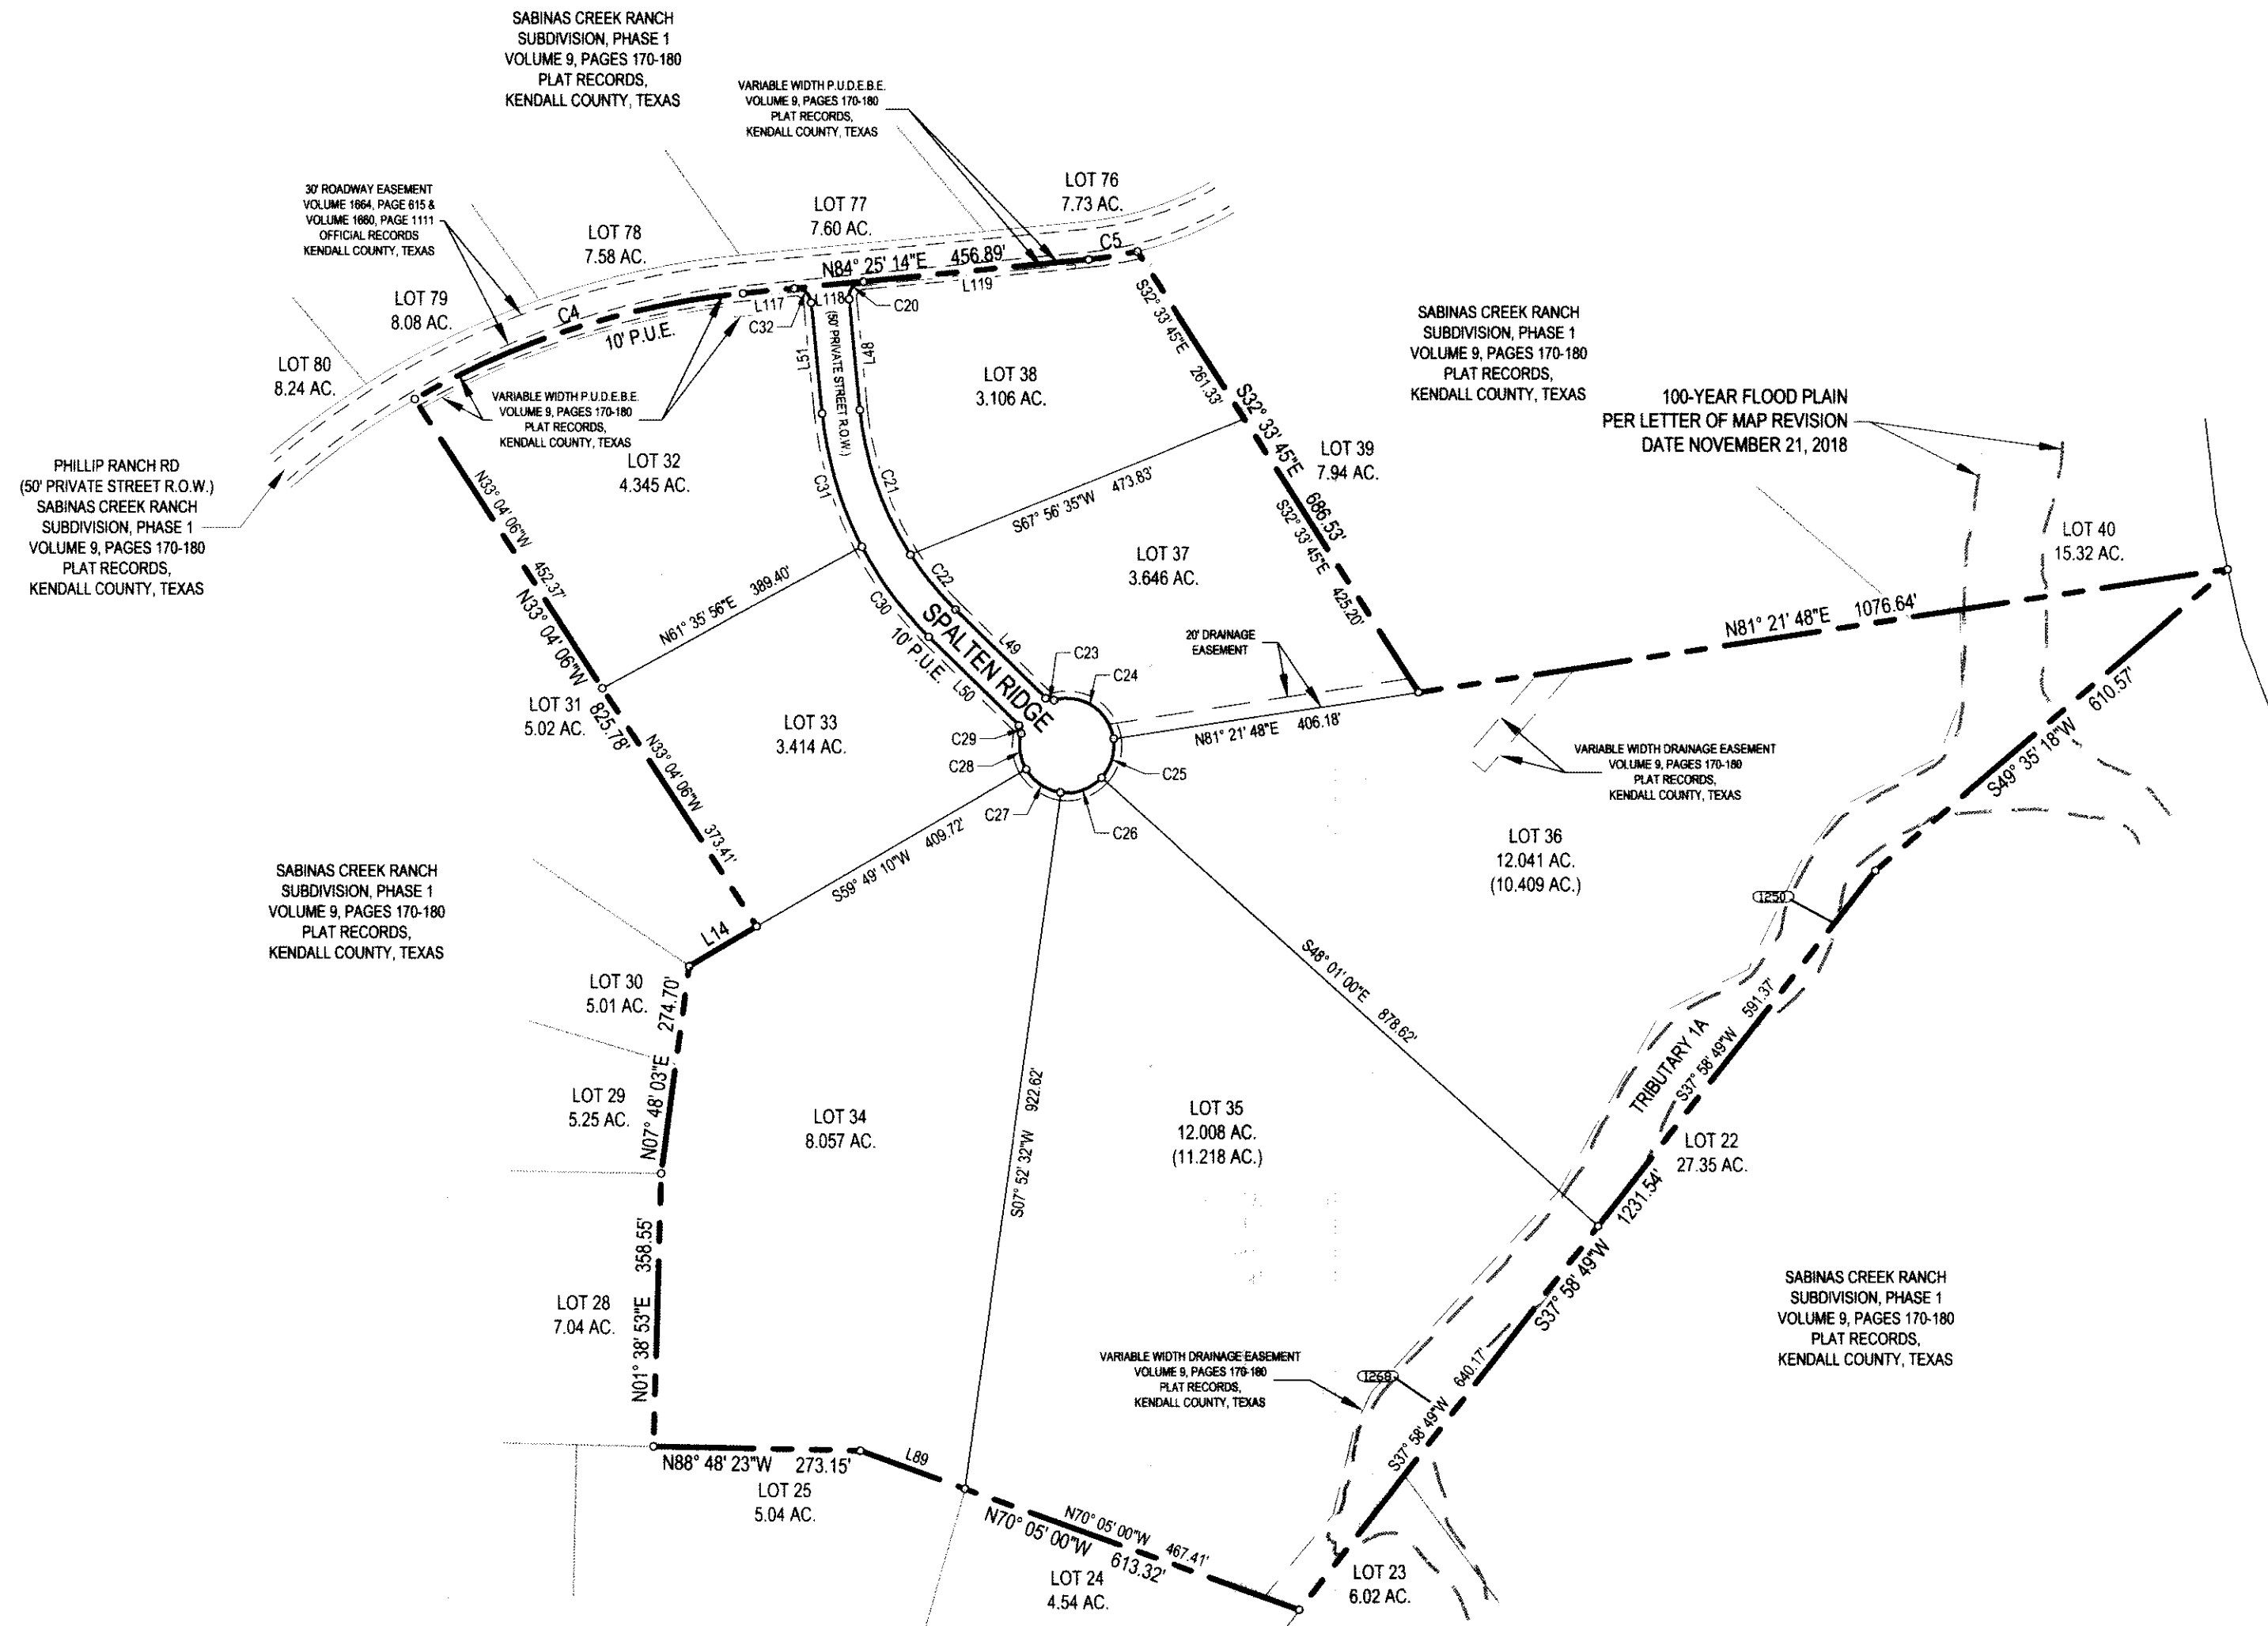 SABINAS CREEK RANCH
SUBDIVISION, PHASE 1
VOLUME 9, PAGES 170-180
PLAT RECORDS,
KENDALL COUNTY, TEXAS
VARIABLE WIDTH P.U.D.E.B.E.
VOLUME 9, PAGES 170-180
PLAT RECORDS,
KENDALL COUNTY, TEXAS
30' ROADWAY EASEMENT
VOLUME 1664, PAGE 615 &
VOLUME 1660, PAGE 1111
OFFICIAL RECORDS
KENDALL COUNTY, TEXAS
LOT 76
7.73 AC.
LOT 77
7.60 AC.
LOT 78
7.58 AC.
LOT 79
8.08 AC.
LOT 80
8.24 AC.
C4
10' P.U.E.
N84° 25' 14"E 456.89'
C5
L117
L118
L119
C20
C32
VARIABLE WIDTH P.U.D.E.B.E.
VOLUME 9, PAGES 170-180
PLAT RECORDS,
KENDALL COUNTY, TEXAS
L51
(50' PRIVATE STREET R.O.W.)
L48
LOT 38
3.106 AC.
S32° 33' 45"E 261.33'
S32° 33' 45"E 686.53'
S32° 33' 45"E 425.20'
SABINAS CREEK RANCH
SUBDIVISION, PHASE 1
VOLUME 9, PAGES 170-180
PLAT RECORDS,
KENDALL COUNTY, TEXAS
LOT 39
7.94 AC.
100-YEAR FLOOD PLAIN
PER LETTER OF MAP REVISION
DATE NOVEMBER 21, 2018
LOT 40
15.32 AC.
PHILLIP RANCH RD
(50' PRIVATE STREET R.O.W.)
SABINAS CREEK RANCH
SUBDIVISION, PHASE 1
VOLUME 9, PAGES 170-180
PLAT RECORDS,
KENDALL COUNTY, TEXAS
LOT 32
4.345 AC.
C31
C21
S67° 56' 35"W 473.83'
N33° 04' 06"W 452.37'
N33° 04' 06"W 825.78'
N33° 04' 06"W 373.41'
N61° 35' 56"E 389.40'
C30
C22
LOT 37
3.646 AC.
SPALTEN RIDGE
10' P.U.E.
L49
L50
20' DRAINAGE
EASEMENT
C23
C24
N81° 21' 48"E 406.18'
N81° 21' 48"E 1076.64'
S49° 35' 18"W 610.57'
LOT 31
5.02 AC.
LOT 33
3.414 AC.
C29
C28
C27
C26
C25
VARIABLE WIDTH DRAINAGE EASEMENT
VOLUME 9, PAGES 170-180
PLAT RECORDS,
KENDALL COUNTY, TEXAS
S59° 49' 10"W 409.72'
LOT 36
12.041 AC.
(10.409 AC.)
1250
SABINAS CREEK RANCH
SUBDIVISION, PHASE 1
VOLUME 9, PAGES 170-180
PLAT RECORDS,
KENDALL COUNTY, TEXAS
L14
LOT 30
5.01 AC.
N07° 48' 03"E 274.70'
S48° 01' 00"E 878.62'
S37° 58' 49"W 591.37'
TRIBUTARY 1A
LOT 29
5.25 AC.
LOT 34
8.057 AC.
S07° 52' 32"W 922.62'
LOT 35
12.008 AC.
(11.218 AC.)
LOT 22
27.35 AC.
S37° 58' 49"W 1231.54'
LOT 28
7.04 AC.
N01° 38' 53"E 358.55'
SABINAS CREEK RANCH
SUBDIVISION, PHASE 1
VOLUME 9, PAGES 170-180
PLAT RECORDS,
KENDALL COUNTY, TEXAS
VARIABLE WIDTH DRAINAGE EASEMENT
VOLUME 9, PAGES 170-180
PLAT RECORDS,
KENDALL COUNTY, TEXAS
1268
S37° 58' 49"W 640.17'
N88° 48' 23"W 273.15'
L89
LOT 25
5.04 AC.
N70° 05' 00"W 467.41'
N70° 05' 00"W 613.32'
LOT 24
4.54 AC.
LOT 23
6.02 AC.